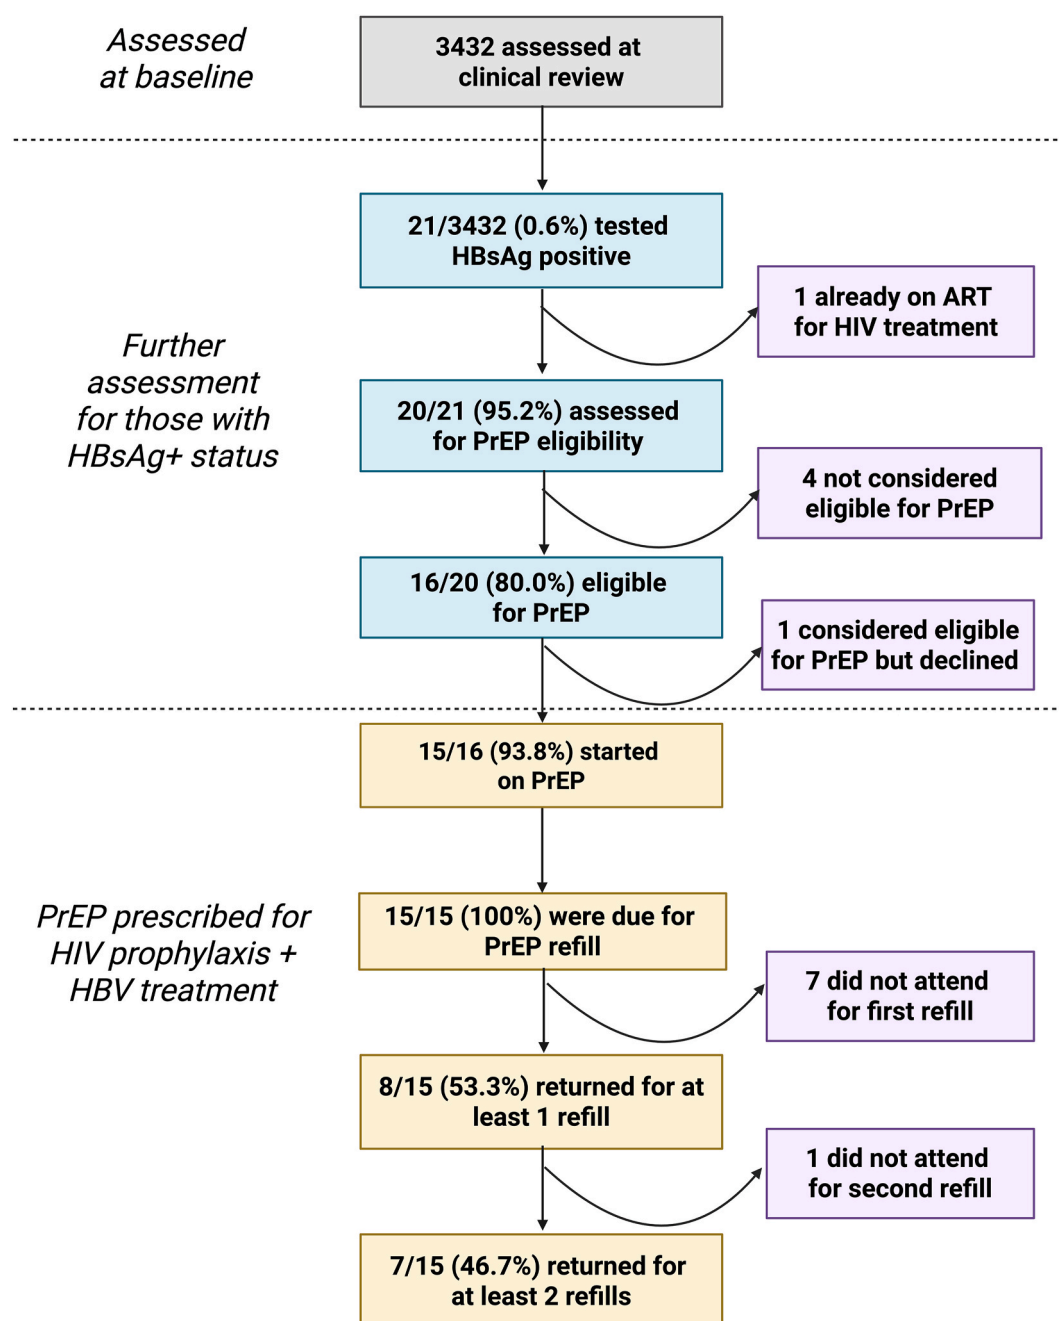 Assessed
at baseline
3432 assessed at
clinical review
21/3432 (0.6%) tested
HBsAg positive
1 already on ART
for HIV treatment
Further
assessment
for those with
HBsAg+ status
20/21 (95.2%) assessed
for PrEP eligibility
4 not considered
eligible for PrEP
16/20 (80.0%) eligible
for PrEP
1 considered eligible
for PrEP but declined
15/16 (93.8%) started
on PrEP
PrEP prescribed for
HIV prophylaxis +
HBV treatment
15/15 (100%) were due for
PrEP refill
7 did not attend
for first refill
8/15 (53.3%) returned for at
least 1 refill
1 did not attend
for second refill
7/15 (46.7%) returned for
at least 2 refills